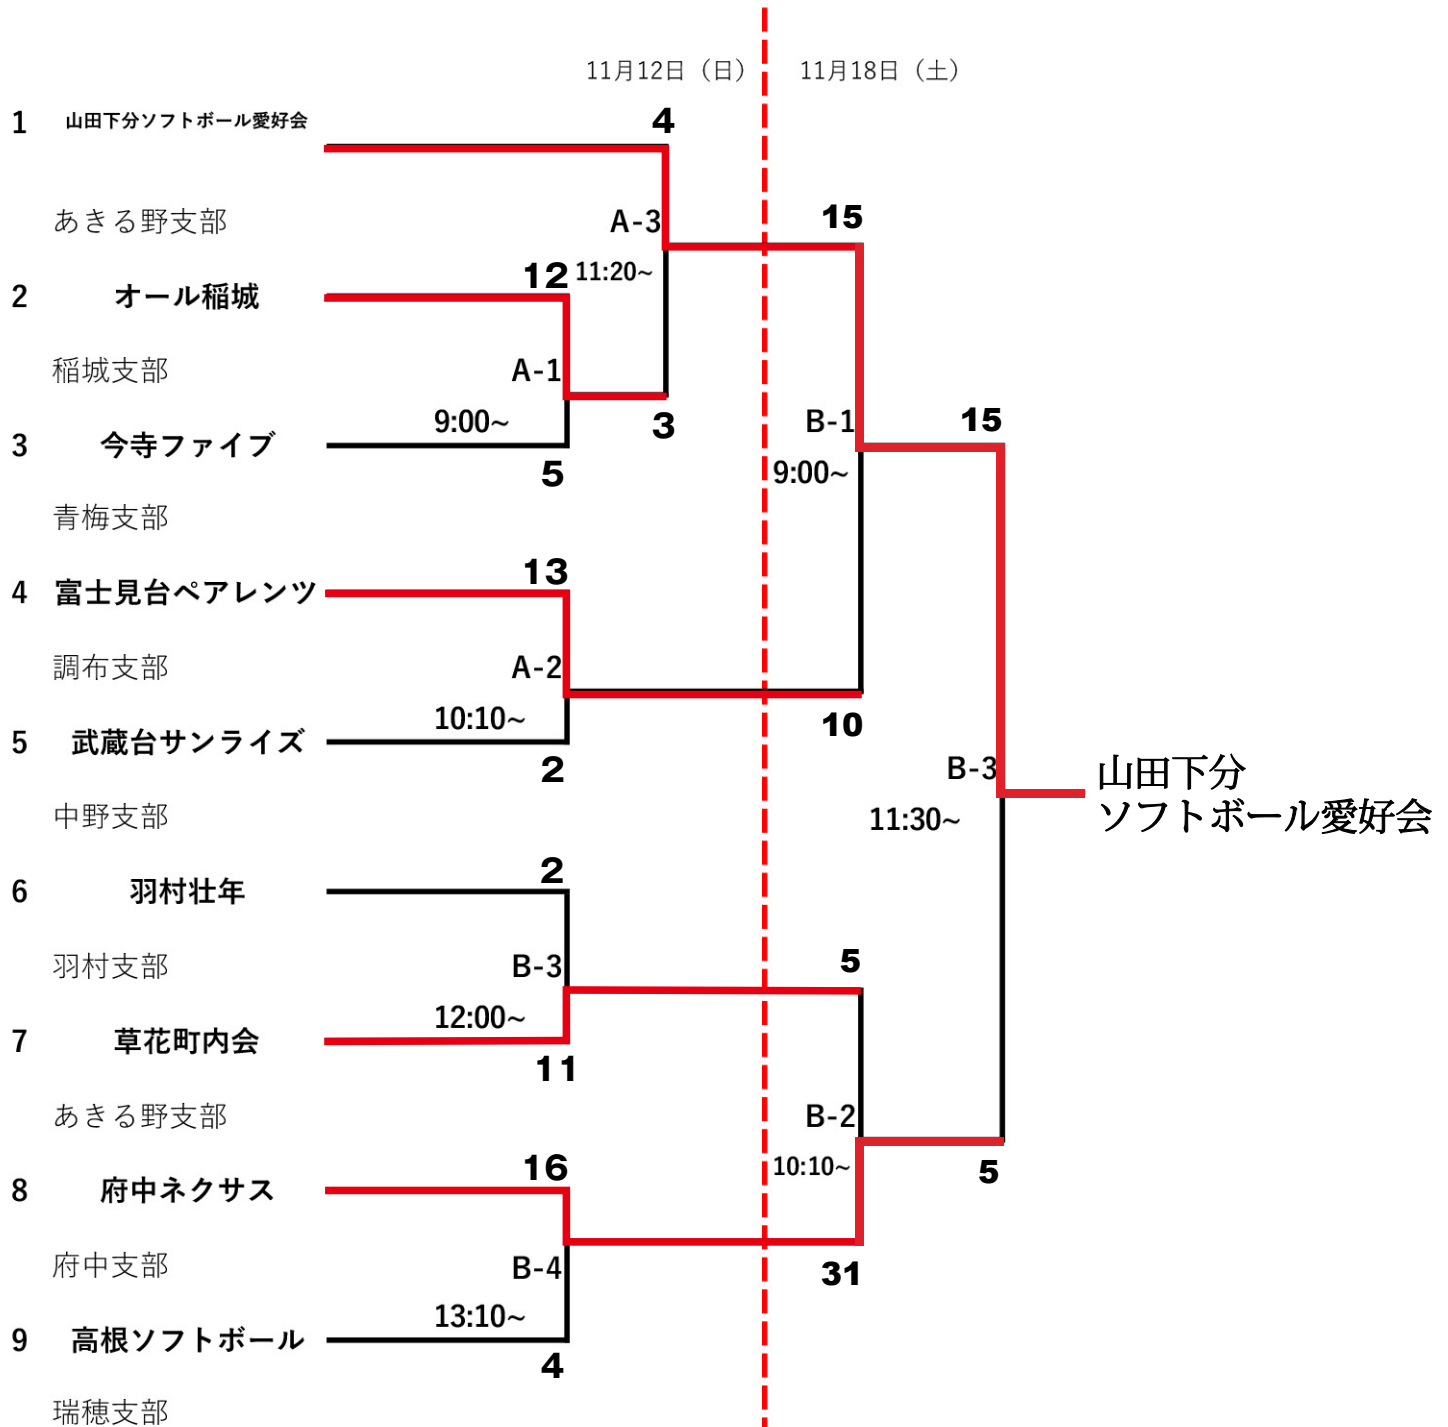 11月12日（日）
11月18日（土）
1 山田下分ソフトボール愛好会
4
あきる野支部
A-3
15
11:20~
12
2 オール稲城
稲城支部
A-1
9:00~
3
B-1
15
3 今寺ファイブ
5
9:00~
青梅支部
13
4 富士見台ペアレンツ
調布支部
A-2
10:10~
10
5 武蔵台サンライズ
2
B-3
山田下分
ソフトボール愛好会
11:30~
中野支部
2
6 羽村壮年
羽村支部
B-3
5
12:00~
7 草花町内会
11
あきる野支部
B-2
16
10:10~
5
8 府中ネクサス
府中支部
B-4
31
13:10~
9 高根ソフトボール
4
瑞穂支部